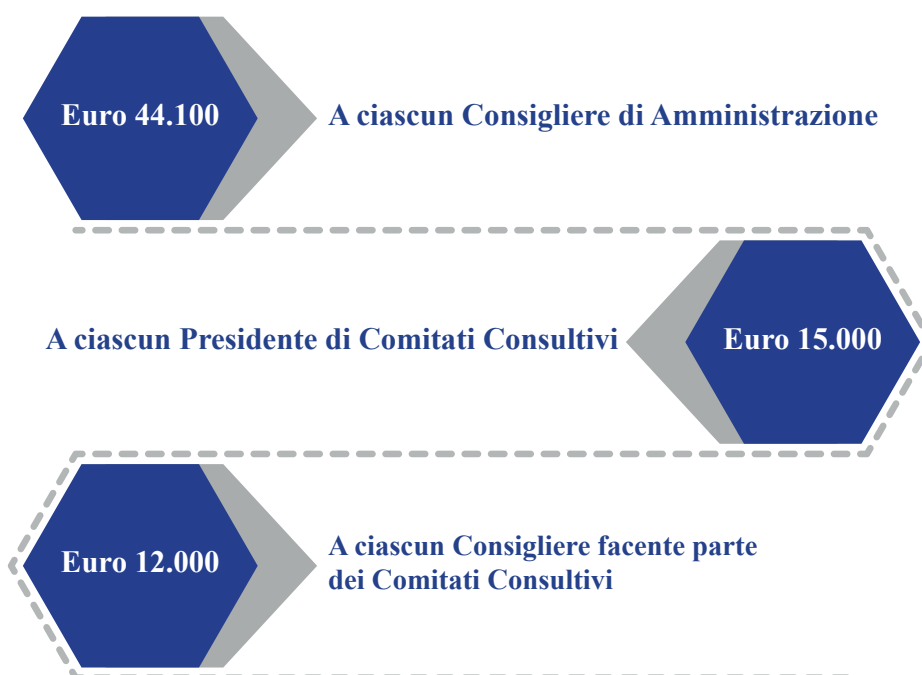 Euro 44.100
A ciascun Consigliere di Amministrazione
A ciascun Presidente di Comitati Consultivi
Euro 15.000
Euro 12.000
A ciascun Consigliere facente parte
dei Comitati Consultivi